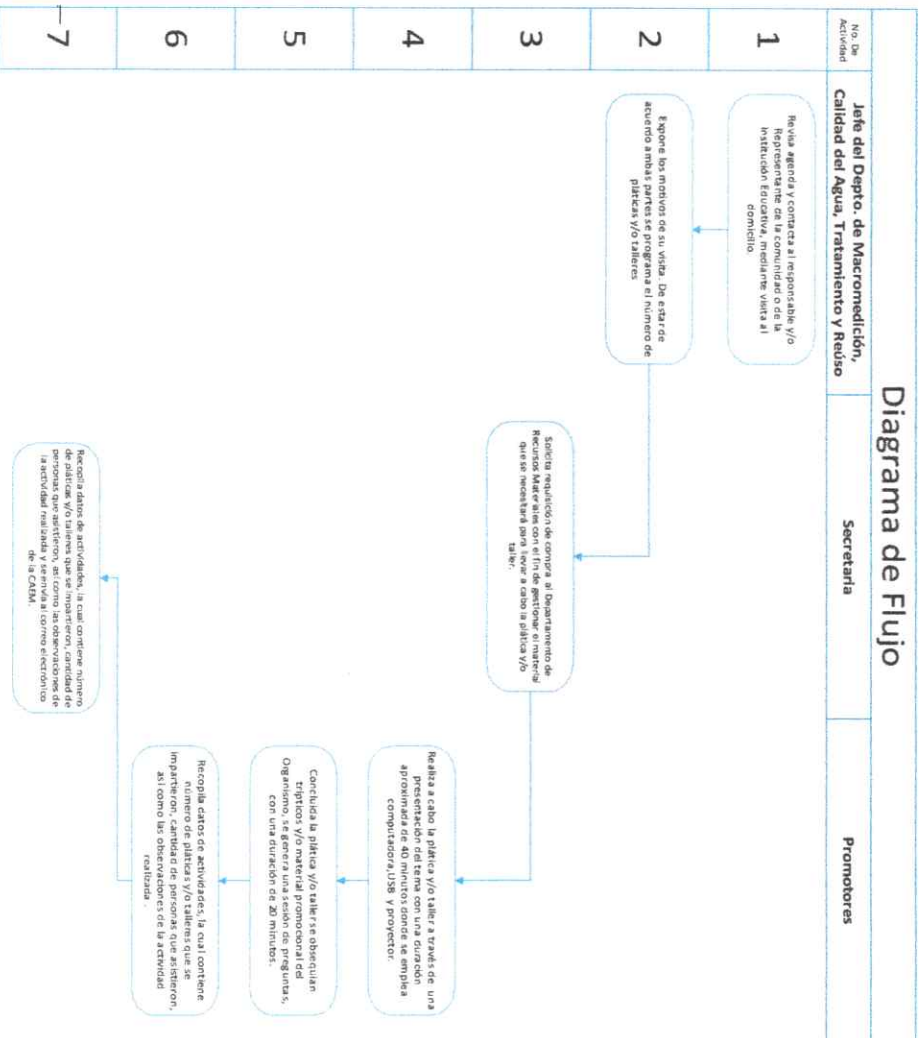 Diagrama de Flujo
No. De
Actividad
Jefe del Depto. de Macromedición,
Calidad del Agua, Tratamiento y Reúso
Secretaria
Promotores
1
Revisa agenda y contacta al responsable y/o
Representante de la comunidad o de la
Institución Educativa, mediante visita al
domicilio.
2
Expone los motivos de su visita. De estar de
acuerdo ambas partes se programa el número de
pláticas y/o talleres
3
Solicita requisición de compra al Departamento de
Recursos Materiales con el fin de gestionar el material
que se necestará para llevar a cabo la plática y/o
taller.
4
Realiza a cabo la plática y/o taller a través de una
presentación del tema con una duración
aproximada de 40 minutos donde se emplea
computadora,USB y proyector.
5
Concluida la plática y/o taller se obsequian
trípticos y/o material promocional del
Organismo, se genera una sesión de preguntas,
con una duración de 20 minutos.
6
Recopila datos de actividades, la cual contiene
número de pláticas y/o talleres que se
impartieron, cantidad de personas que asistieron,
así como las observaciones de la actividad
realizada .
7
Recopila datos de actividades, la cual contiene número
de pláticas y/o talleres que se impartieron, cantidad de
personas que asistieron, así como las observaciones de
la actividad realizada y se envía al correo electrónico
de la CAEM.